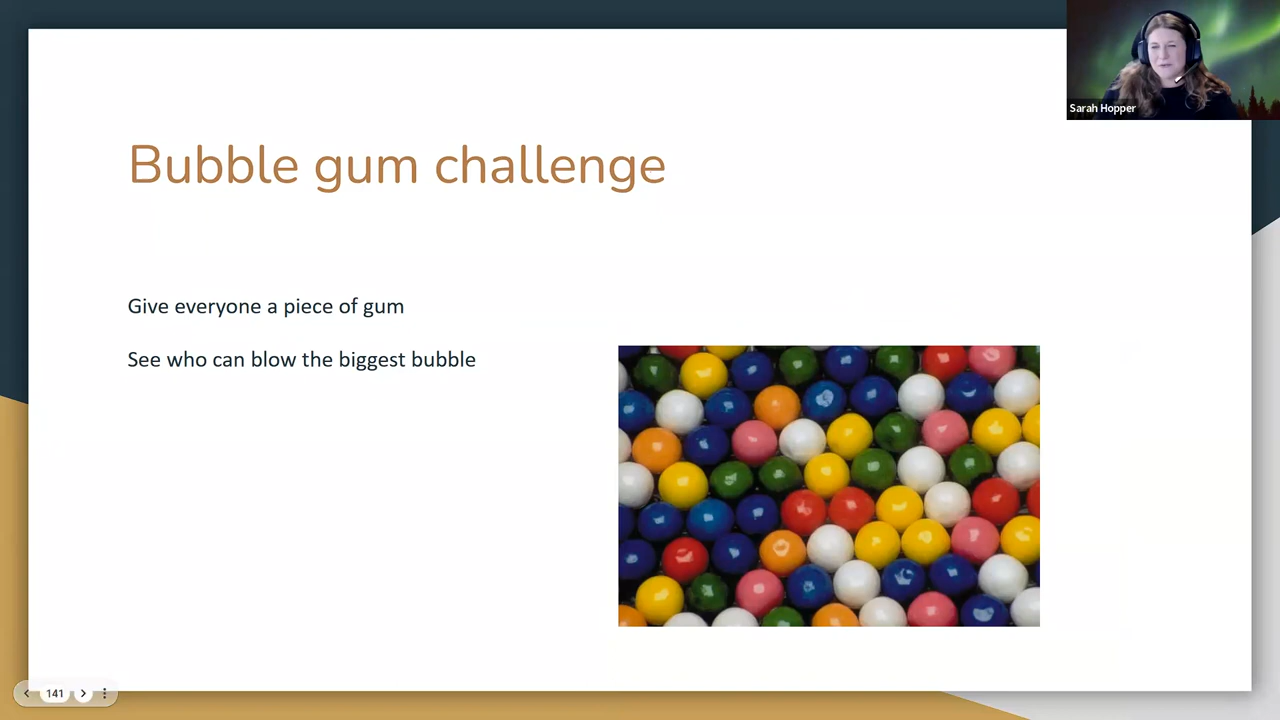 Sarah Hopper
Bubble gum challenge
Give everyone a piece of gum
See who can blow the biggest bubble
141